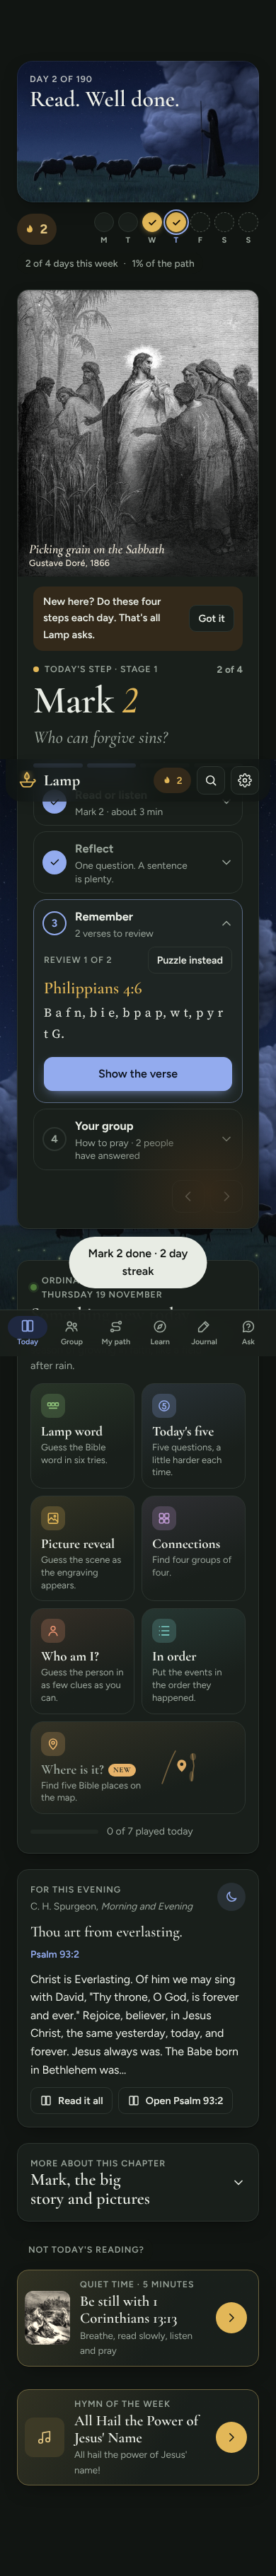 DAY 2 OF 190
Read. Well done.
2
M T W T F S S
2 of 4 days this week · 1% of the path
Picking grain on the Sabbath
Gustave Doré, 1866
New here? Do these four
steps each day. That's all
Lamp asks.
Got it
TODAY'S STEP · STAGE 1
2 of 4
Mark 2
Who can forgive sins?
Lamp
2
Read or listen
Mark 2 · about 3 min
Reflect
One question. A sentence
is plenty.
3
Remember
2 verses to review
REVIEW 1 OF 2
Puzzle instead
Philippians 4:6
B a f n, b i e, b p a p, w t, p y r
t G.
Show the verse
4
Your group
How to pray · 2 people
have answered
Mark 2 done · 2 day
streak
THURSDAY 19 NOVEMBER
Today
Group
My path
Learn
Journal
Ask
after rain.
Lamp word
Guess the Bible
word in six tries.
Today's five
Five questions, a
little harder each
time.
Picture reveal
Guess the scene as
the engraving
appears.
Connections
Find four groups of
four.
Who am I?
Guess the person in
as few clues as you
can.
In order
Put the events in
the order they
happened.
Where is it? NEW
Find five Bible places on
the map.
0 of 7 played today
FOR THIS EVENING
C. H. Spurgeon, Morning and Evening
Thou art from everlasting.
Psalm 93:2
Christ is Everlasting. Of him we may sing
with David, "Thy throne, O God, is forever
and ever." Rejoice, believer, in Jesus
Christ, the same yesterday, today, and
forever. Jesus always was. The Babe born
in Bethlehem was...
Read it all
Open Psalm 93:2
MORE ABOUT THIS CHAPTER
Mark, the big
story and pictures
NOT TODAY'S READING?
QUIET TIME · 5 MINUTES
Be still with 1
Corinthians 13:13
Breathe, read slowly, listen
and pray
HYMN OF THE WEEK
All Hail the Power of
Jesus' Name
All hail the power of Jesus'
name!